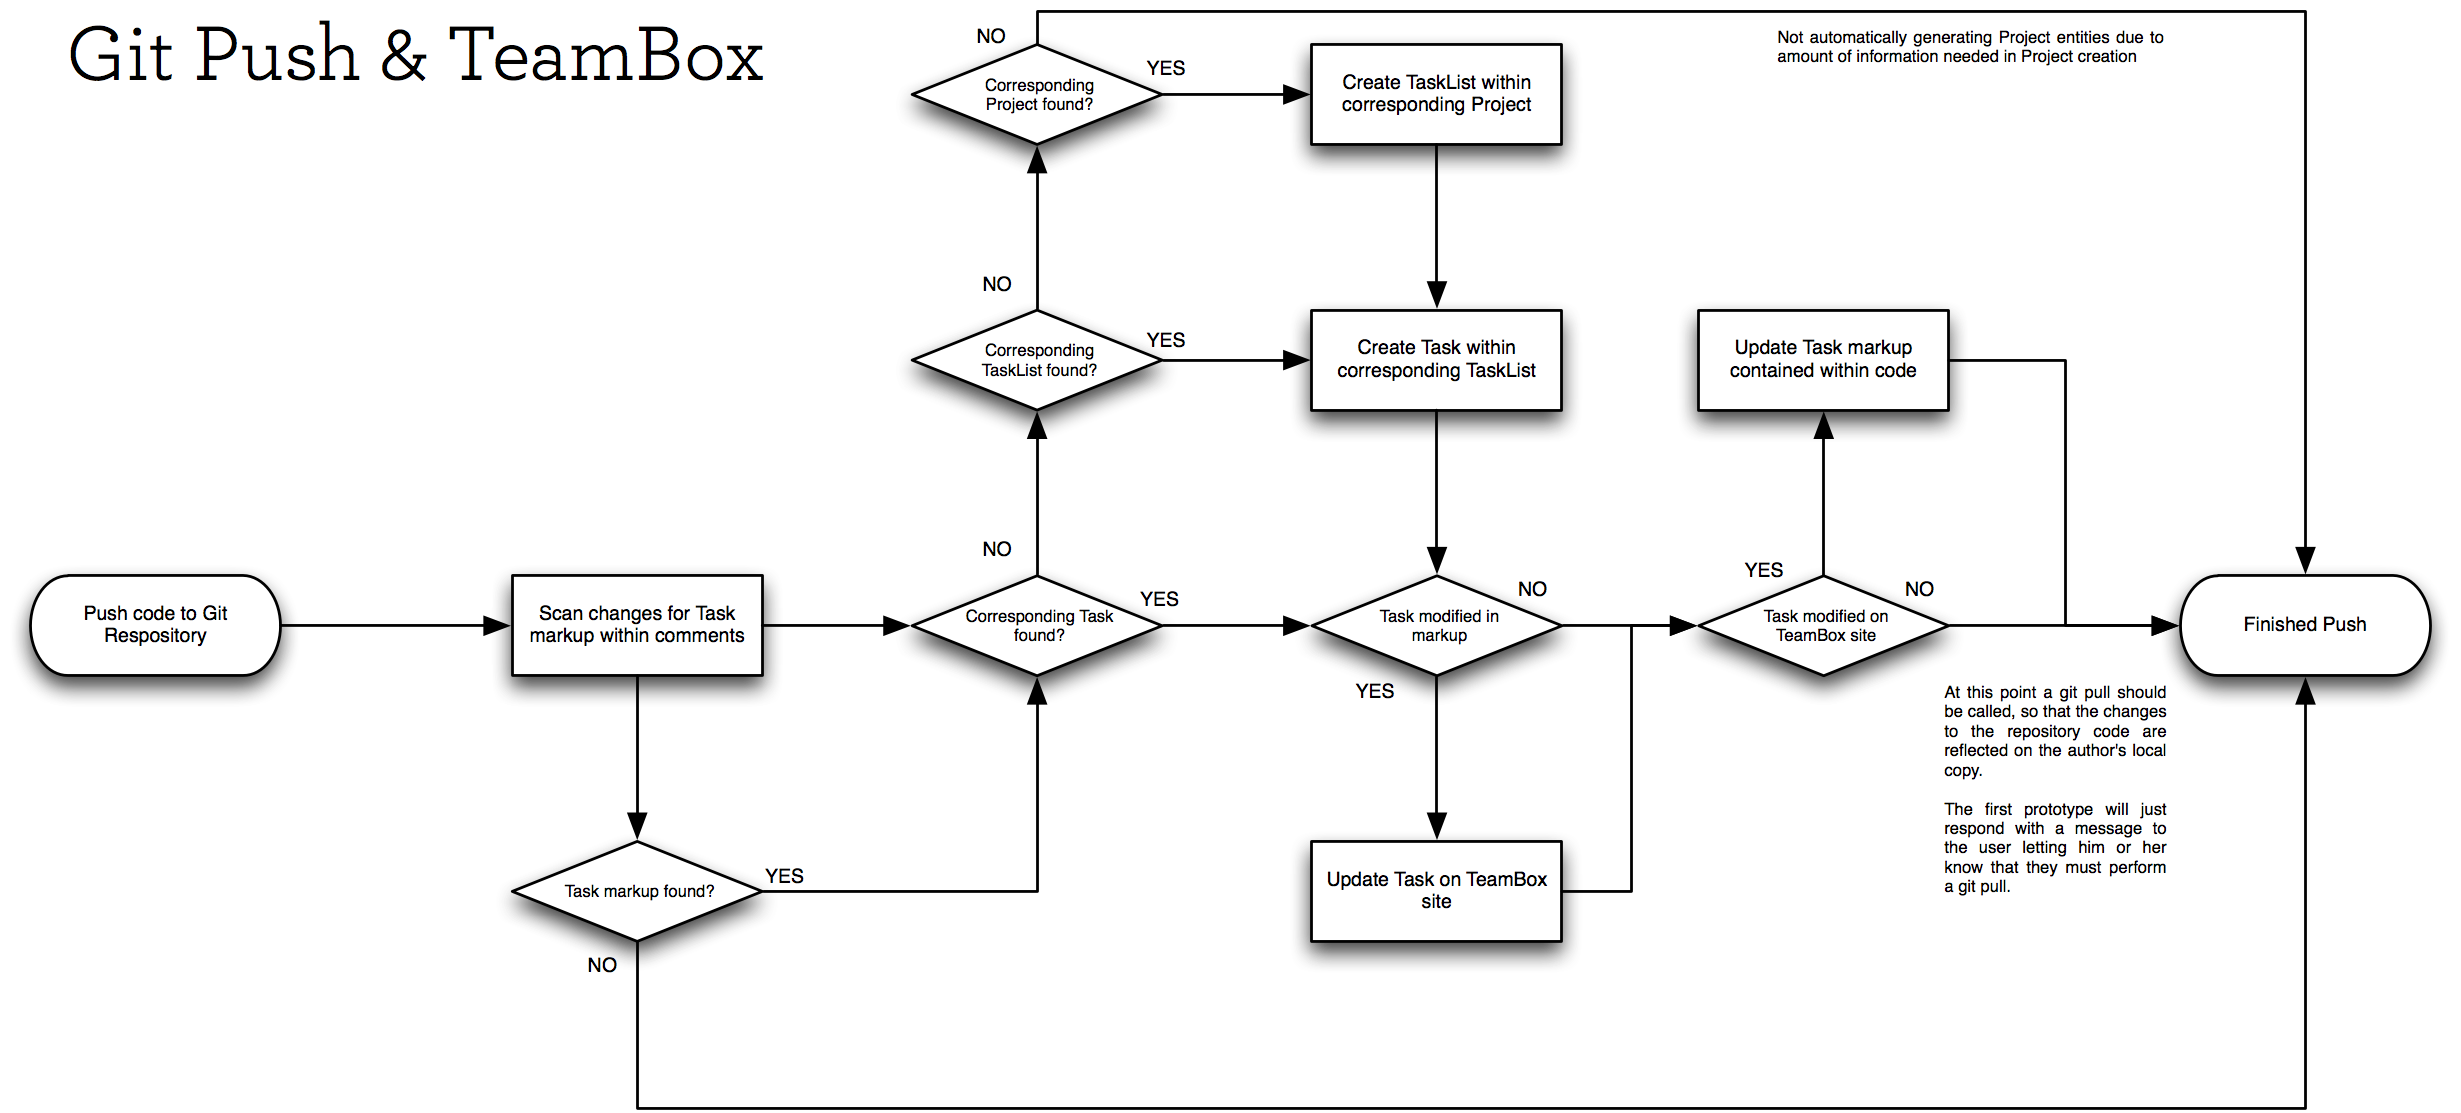 Git Push & TeamBox
NO
YES
Corresponding
Project found?
Create TaskList within
corresponding Project
Not automatically generating Project entities due to
amount of information needed in Project creation
NO
YES
Corresponding
TaskList found?
Create Task within
corresponding TaskList
Update Task markup
contained within code
NO
YES
NO
YES
NO
Push code to Git
Respository
Scan changes for Task
markup within comments
Corresponding Task
found?
Task modified in
markup
Task modified on
TeamBox site
Finished Push
YES
At this point a git pull should
be called, so that the changes
to the repository code are
reflected on the author's local
copy.
The first prototype will just
respond with a message to
the user letting him or her
know that they must perform
a git pull.
Task markup found?
YES
NO
Update Task on TeamBox
site